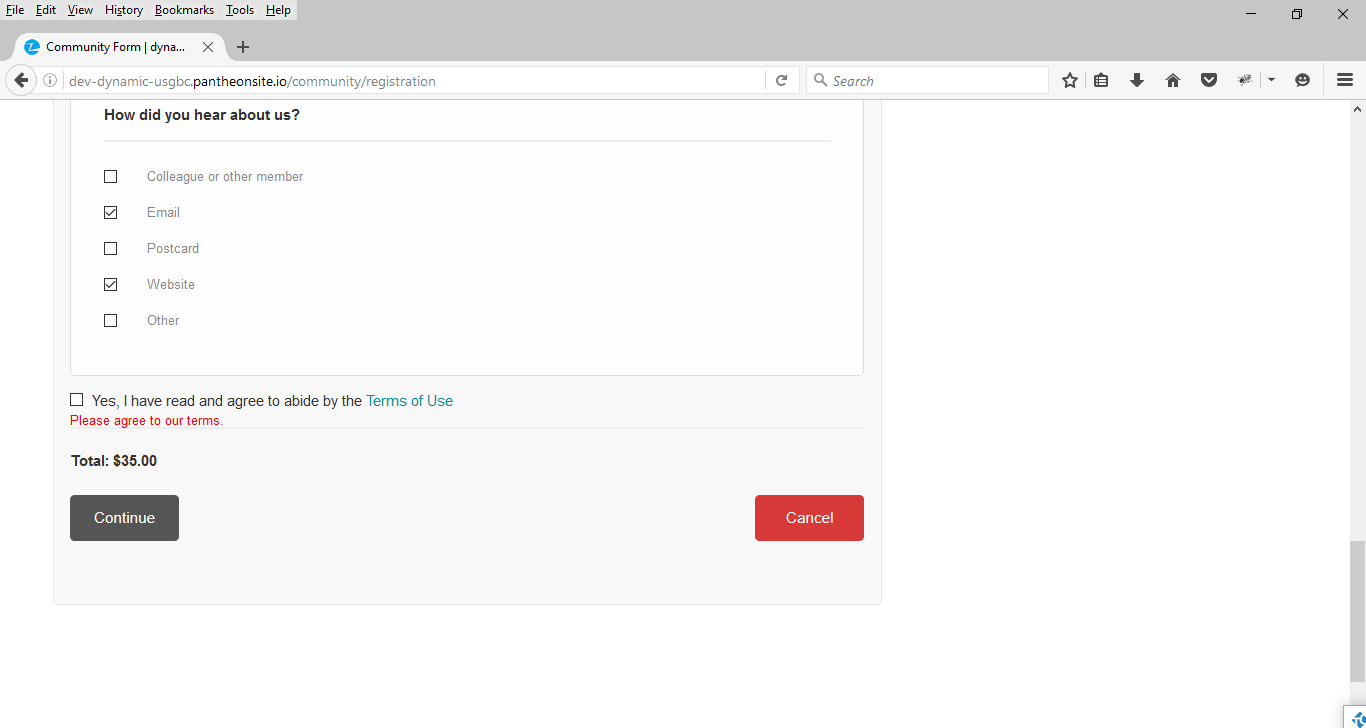 File Edit View History Bookmarks Tools Help
Community Form | dyna...
dev-dynamic-usgbc.pantheonsite.io/community/registration
Search
How did you hear about us?
Colleague or other member
Email
Postcard
Website
Other
Yes, I have read and agree to abide by the Terms of Use
Please agree to our terms.
Total: $35.00
Continue
Cancel